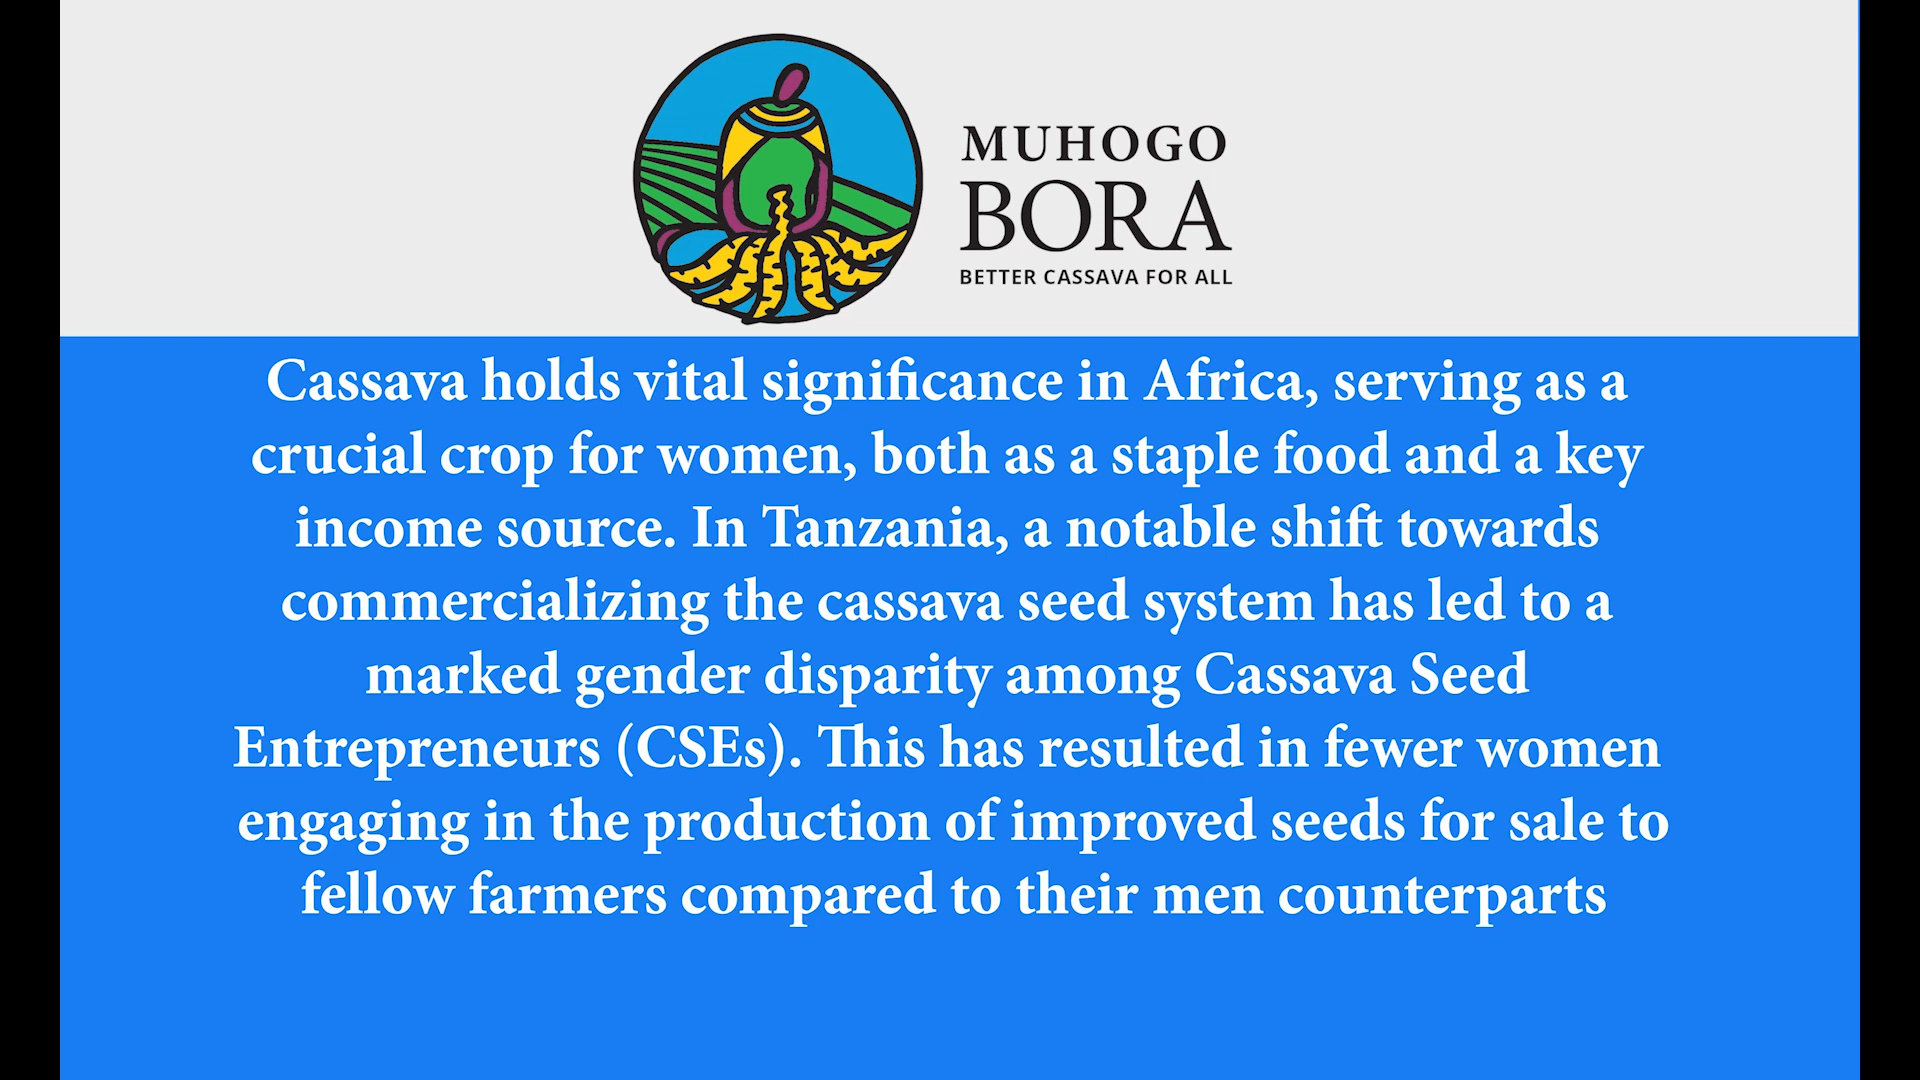 MUHOGO
BORA
BETTER CASSAVA FOR ALL
Cassava holds vital significance in Africa, serving as a
crucial crop for women, both as a staple food and a key
income source. In Tanzania, a notable shift towards
commercializing the cassava seed system has led to a
marked gender disparity among Cassava Seed
Entrepreneurs (CSEs). This has resulted in fewer women
engaging in the production of improved seeds for sale to
fellow farmers compared to their men counterparts